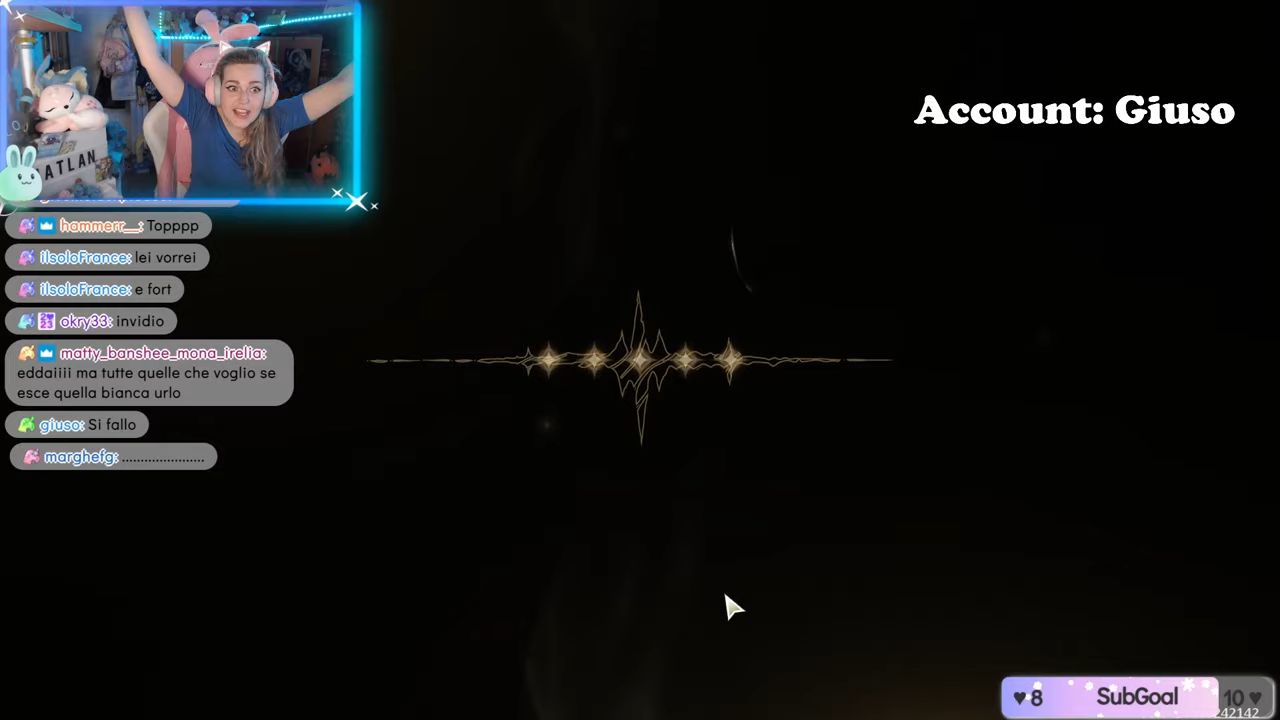 Account: Giuso
ATLAN
hammerr__: Topppp
ilsoloFrance: lei vorrei
ilsoloFrance: e fort
okry33: invidio
matty_banshee_mona_irelia:
eddaiiii ma tutte quelle che voglio se
esce quella bianca urlo
giuso: Si fallo
marghefg: ......................
8 SubGoal 10
242142